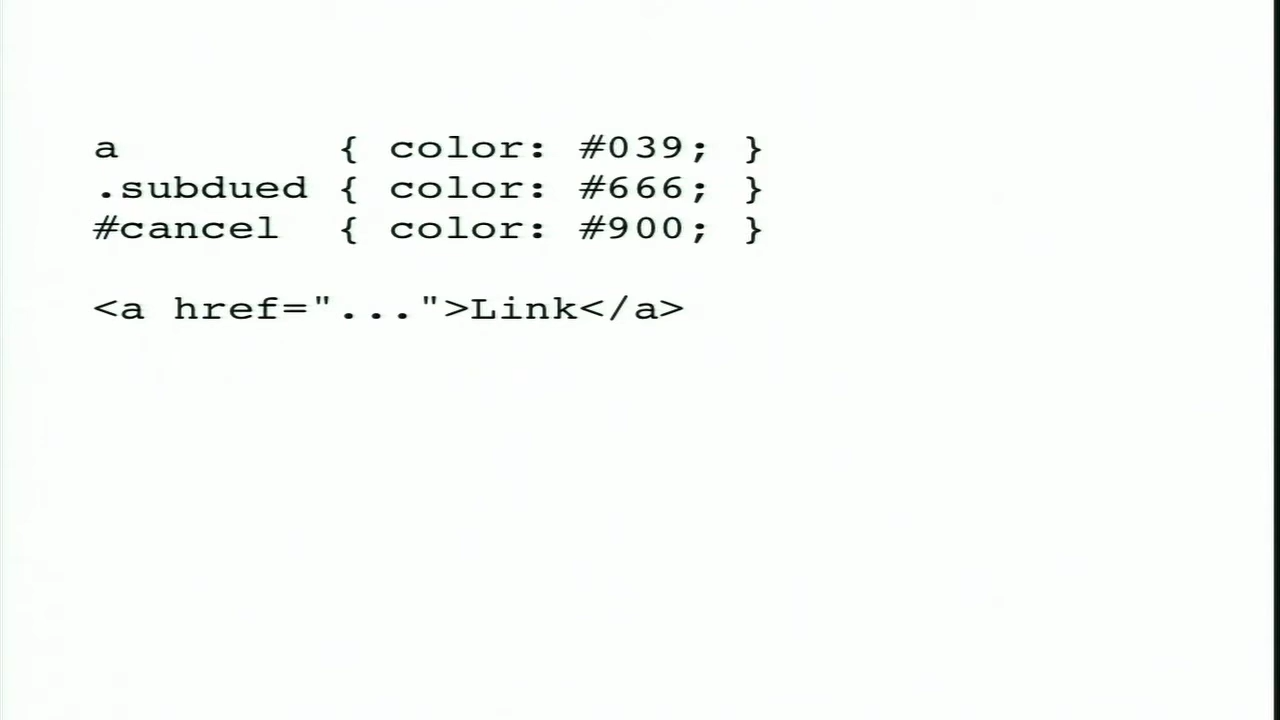 a         { color: #039; }
.subdued { color: #666; }
#cancel  { color: #900; }
<a href="...">Link</a>